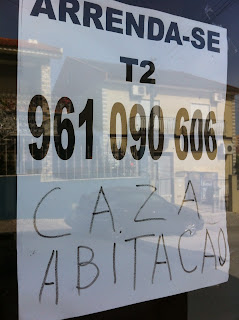 ARRENDA-SE
T2
961 090 606
CAZA
ABITACAO